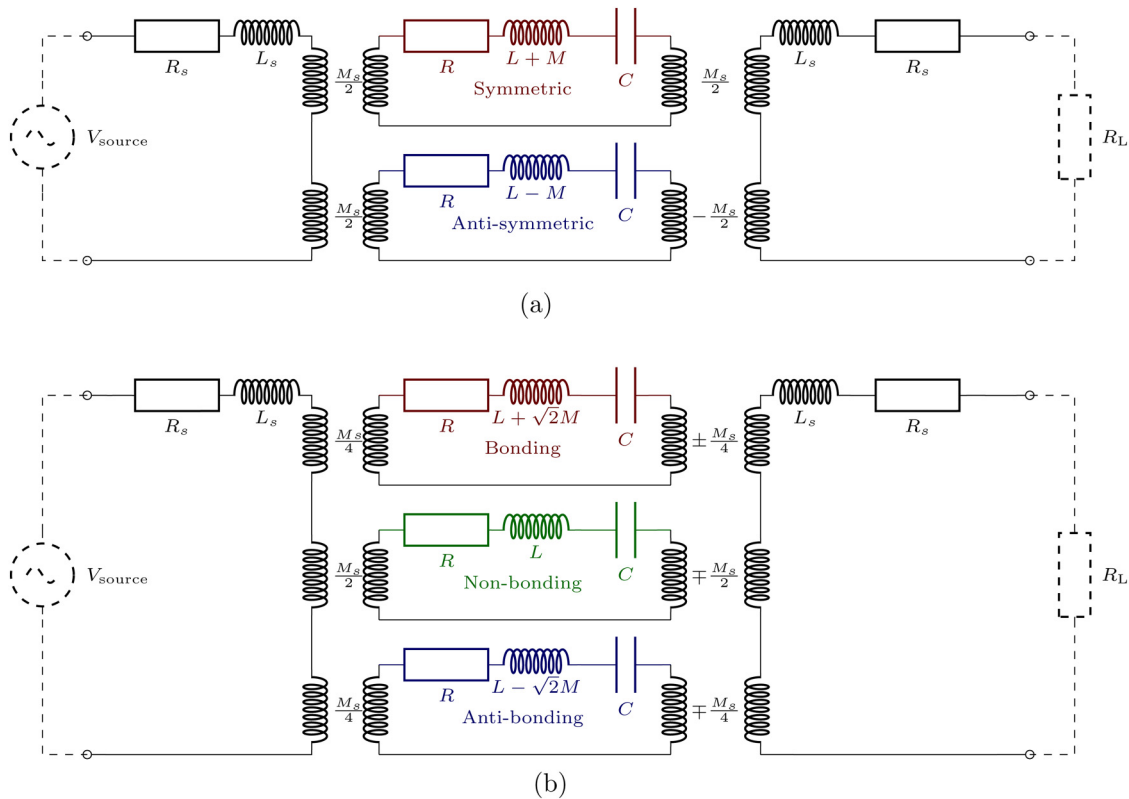 R_s L_s M_s/2 R L + M C M_s/2 L_s R_s
Symmetric
V_source R_L
M_s/2 R L − M C −M_s/2
Anti-symmetric
(a)
R_s L_s M_s/4 R L + √2M C ±M_s/4 L_s R_s
Bonding
V_source M_s/2 R L C ∓M_s/2 R_L
Non-bonding
M_s/4 R L − √2M C ∓M_s/4
Anti-bonding
(b)